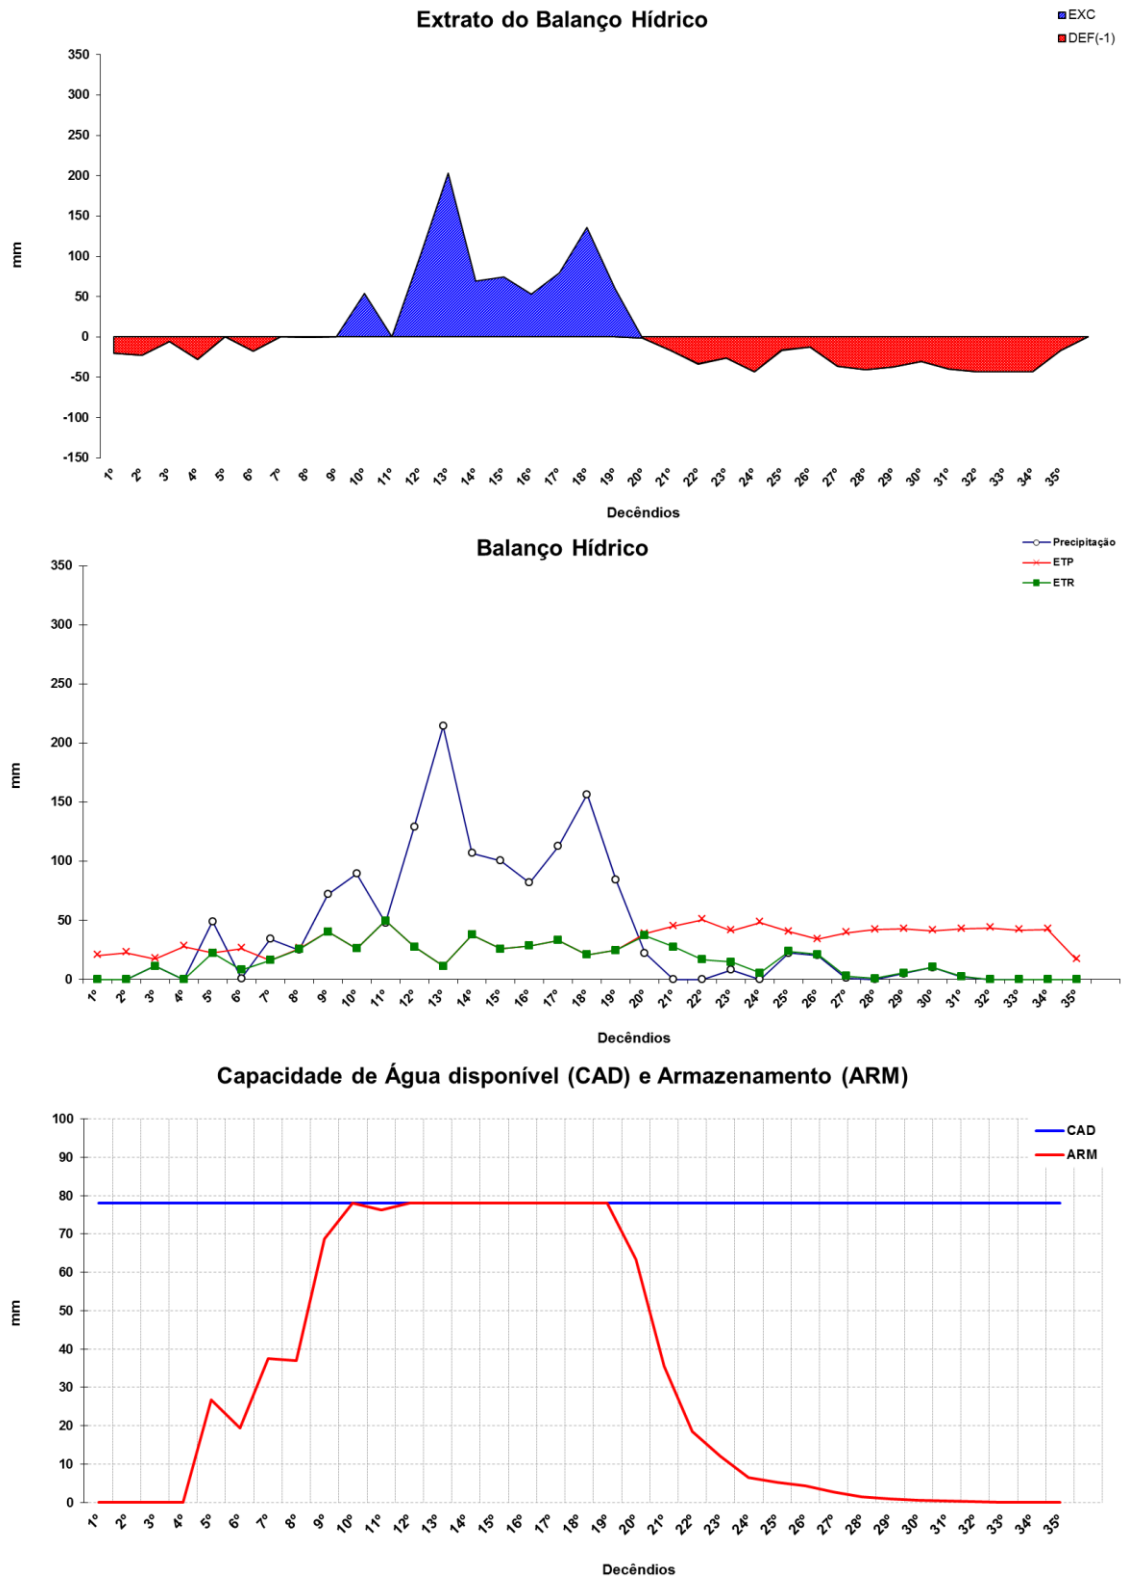 Extrato do Balanço Hídrico
EXC
DEF(-1)
350
300
250
200
150
100
50
0
-50
-100
-150
mm
1º 2º 3º 4º 5º 6º 7º 8º 9º 10º 11º 12º 13º 14º 15º 16º 17º 18º 19º 20º 21º 22º 23º 24º 25º 26º 27º 28º 29º 30º 31º 32º 33º 34º 35º
Decêndios
Balanço Hídrico
Precipitação
ETP
ETR
350
300
250
200
150
100
50
0
mm
1º 2º 3º 4º 5º 6º 7º 8º 9º 10º 11º 12º 13º 14º 15º 16º 17º 18º 19º 20º 21º 22º 23º 24º 25º 26º 27º 28º 29º 30º 31º 32º 33º 34º 35º
Decêndios
Capacidade de Água disponível (CAD) e Armazenamento (ARM)
CAD
ARM
100
90
80
70
60
50
40
30
20
10
0
mm
1º 2º 3º 4º 5º 6º 7º 8º 9º 10º 11º 12º 13º 14º 15º 16º 17º 18º 19º 20º 21º 22º 23º 24º 25º 26º 27º 28º 29º 30º 31º 32º 33º 34º 35º
Decêndios